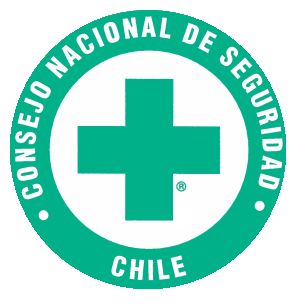 • CONSEJO NACIONAL DE SEGURIDAD •
®
CHILE